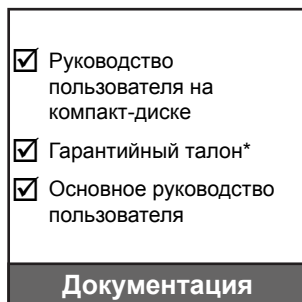 Руководство
пользователя на
компакт-диске
Гарантийный талон*
Основное руководство
пользователя
Документация